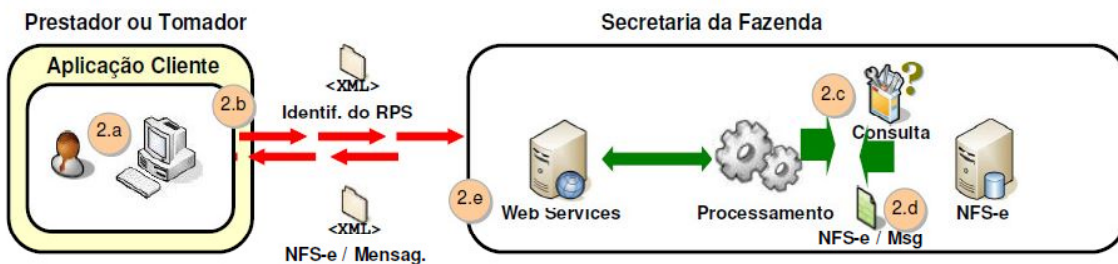 Prestador ou Tomador
Secretaria da Fazenda
Aplicação Cliente
<XML>
Identif. do RPS
2.a
2.b
2.c
?
Consulta
2.e
Web Services
Processamento
2.d
NFS-e / Msg
NFS-e
<XML>
NFS-e / Mensag.